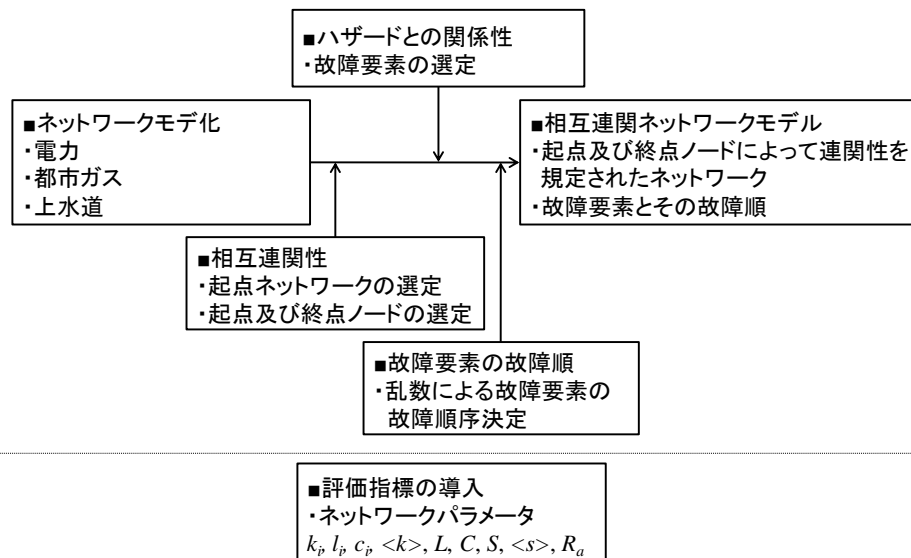 ■ハザードとの関係性
・故障要素の選定
■ネットワークモデ化
・電力
・都市ガス
・上水道
■相互連関ネットワークモデル
・起点及び終点ノードによって連関性を
規定されたネットワーク
・故障要素とその故障順
■相互連関性
・起点ネットワークの選定
・起点及び終点ノードの選定
■故障要素の故障順
・乱数による故障要素の
故障順序決定
■評価指標の導入
・ネットワークパラメータ
k_i, l_i, c_i, <k>, L, C, S, <s>, R_a